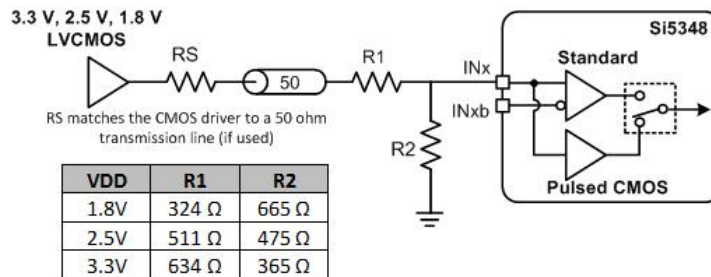 3.3 V, 2.5 V, 1.8 V
LVCMOS
Si5348
RS
50
R1
INx
Standard
INxb
RS matches the CMOS driver to a 50 ohm
transmission line (if used)
R2
Pulsed CMOS
VDD R1 R2
1.8V 324 Ω 665 Ω
2.5V 511 Ω 475 Ω
3.3V 634 Ω 365 Ω